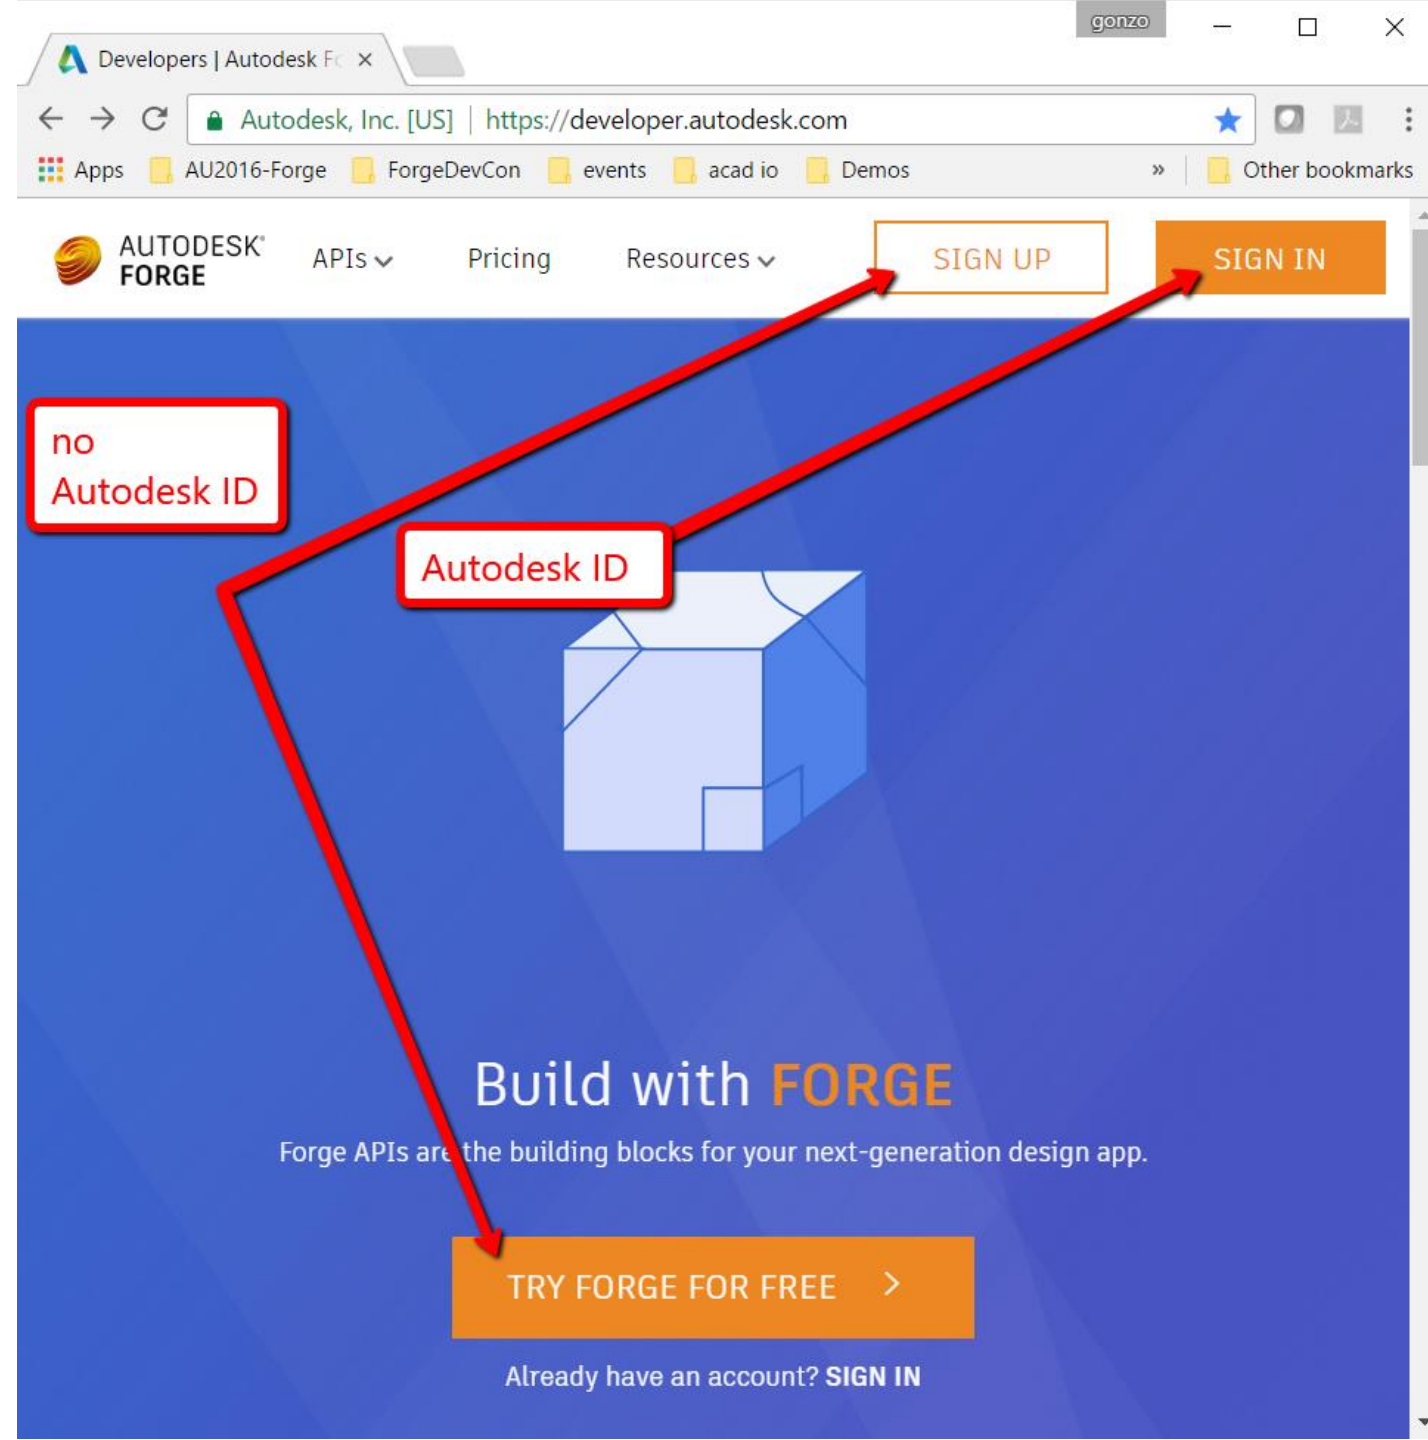 gonzo
Developers | Autodesk Fo
Autodesk, Inc. [US] | https://developer.autodesk.com
Apps AU2016-Forge ForgeDevCon events acad io Demos » Other bookmarks
AUTODESK®
FORGE
APIs Pricing Resources SIGN UP SIGN IN
no
Autodesk ID
Autodesk ID
Build with FORGE
Forge APIs are the building blocks for your next-generation design app.
TRY FORGE FOR FREE >
Already have an account? SIGN IN